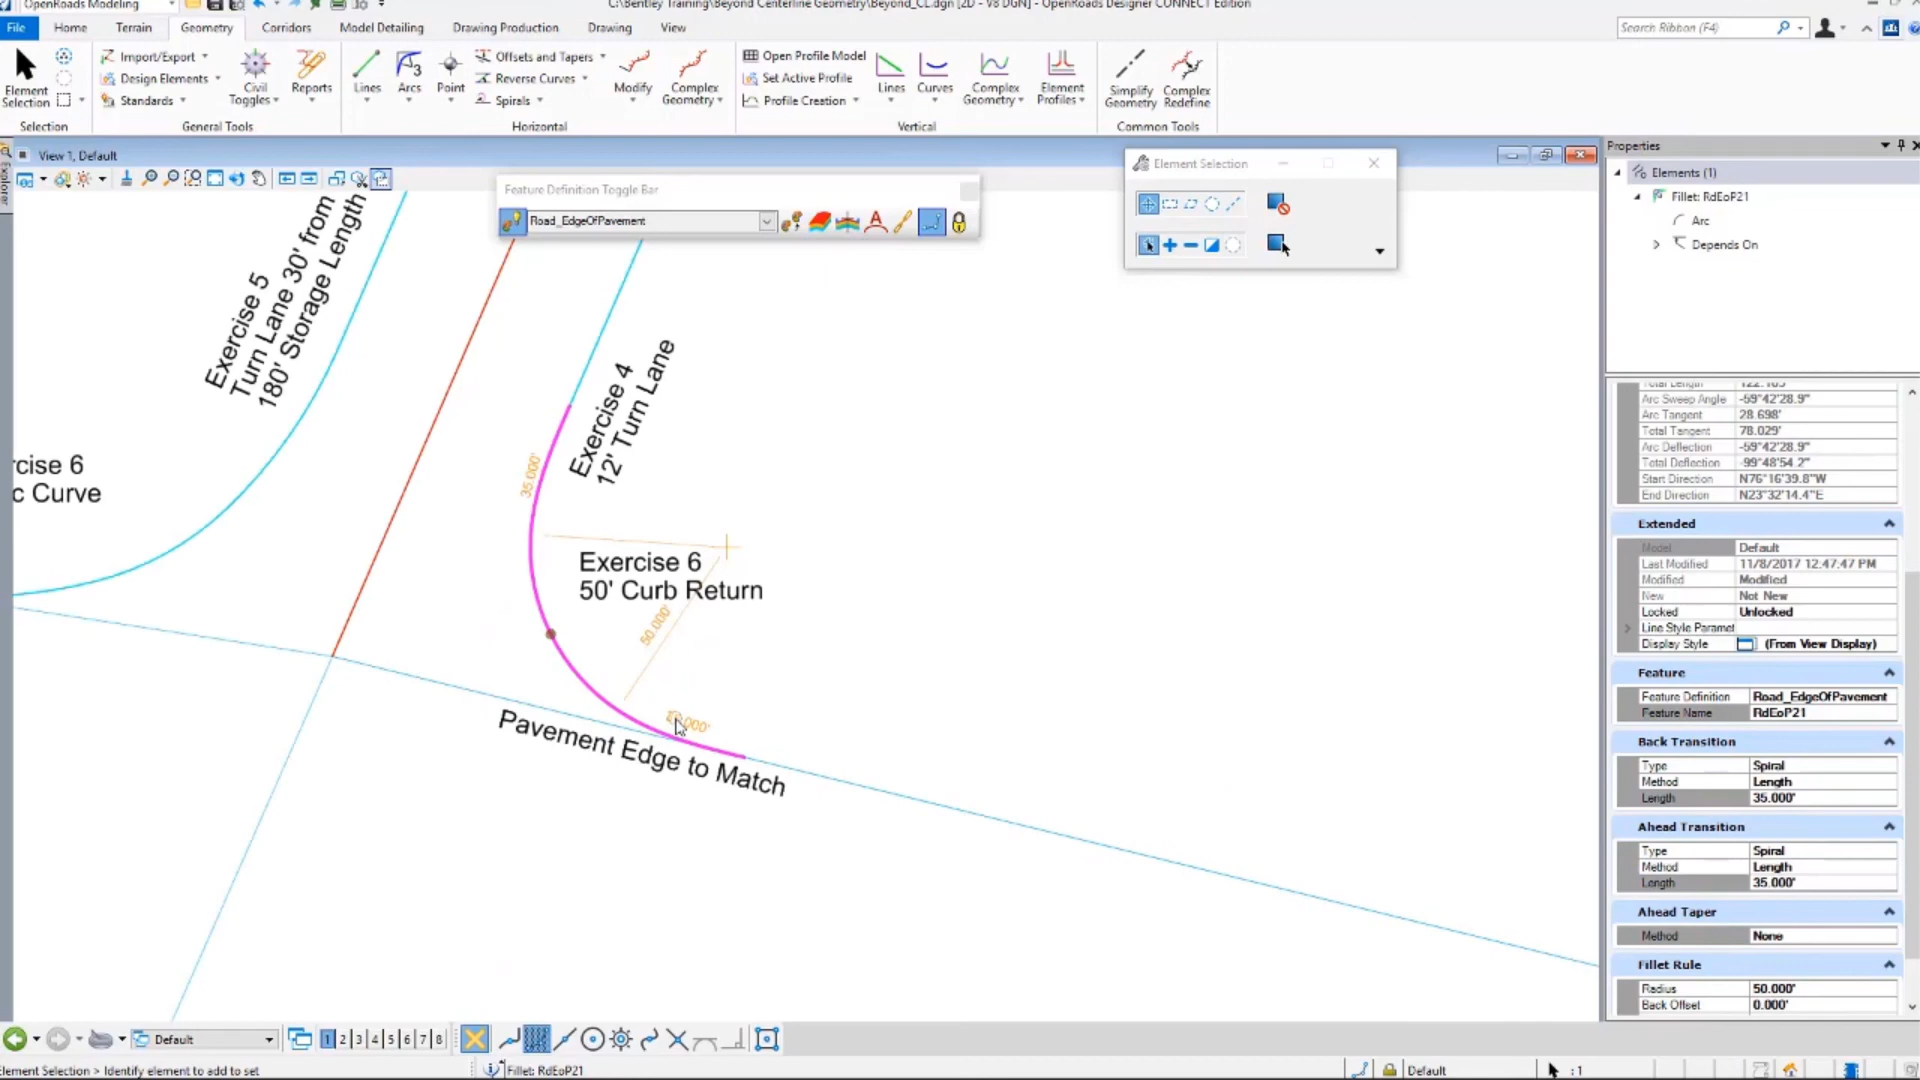 OpenRoads Modeling
C:\Bentley Training\Beyond Centerline Geometry\Beyond_CL.dgn [2D - V8 DGN] - OpenRoads Designer CONNECT Edition
File
Home
Terrain
Geometry
Corridors
Model Detailing
Drawing Production
Drawing
View
Search Ribbon (F4)
Element
Selection
Selection
Import/Export
Design Elements
Standards
Civil
Toggles
Reports
General Tools
Lines
Arcs
Point
Offsets and Tapers
Reverse Curves
Spirals
Modify
Complex
Geometry
Horizontal
Open Profile Model
Set Active Profile
Profile Creation
Lines
Curves
Complex
Geometry
Element
Profiles
Vertical
Simplify
Geometry
Complex
Redefine
Common Tools
Explorer
View 1, Default
Feature Definition Toggle Bar
Road_EdgeOfPavement
Element Selection
Exercise 5
Turn Lane 30' from
180' Storage Length
Exercise 4
12' Turn Lane
rcise 6
c Curve
35.000'
Exercise 6
50' Curb Return
50.000'
Pavement Edge to Match
Properties
Elements (1)
Fillet: RdEoP21
Arc
Depends On
Total Length 122.165'
Arc Sweep Angle -59°42'28.9"
Arc Tangent 28.698'
Total Tangent 78.029'
Arc Deflection -59°42'28.9"
Total Deflection -99°48'54.2"
Start Direction N76°16'39.8"W
End Direction N23°32'14.4"E
Extended
Model Default
Last Modified 11/8/2017 12:47:47 PM
Modified Modified
New Not New
Locked Unlocked
Line Style Paramet
Display Style (From View Display)
Feature
Feature Definition Road_EdgeOfPavement
Feature Name RdEoP21
Back Transition
Type Spiral
Method Length
Length 35.000'
Ahead Transition
Type Spiral
Method Length
Length 35.000'
Ahead Taper
Method None
Fillet Rule
Radius 50.000'
Back Offset 0.000'
Default
1 2 3 4 5 6 7 8
Element Selection > Identify element to add to set
Fillet: RdEoP21
Default
: 1